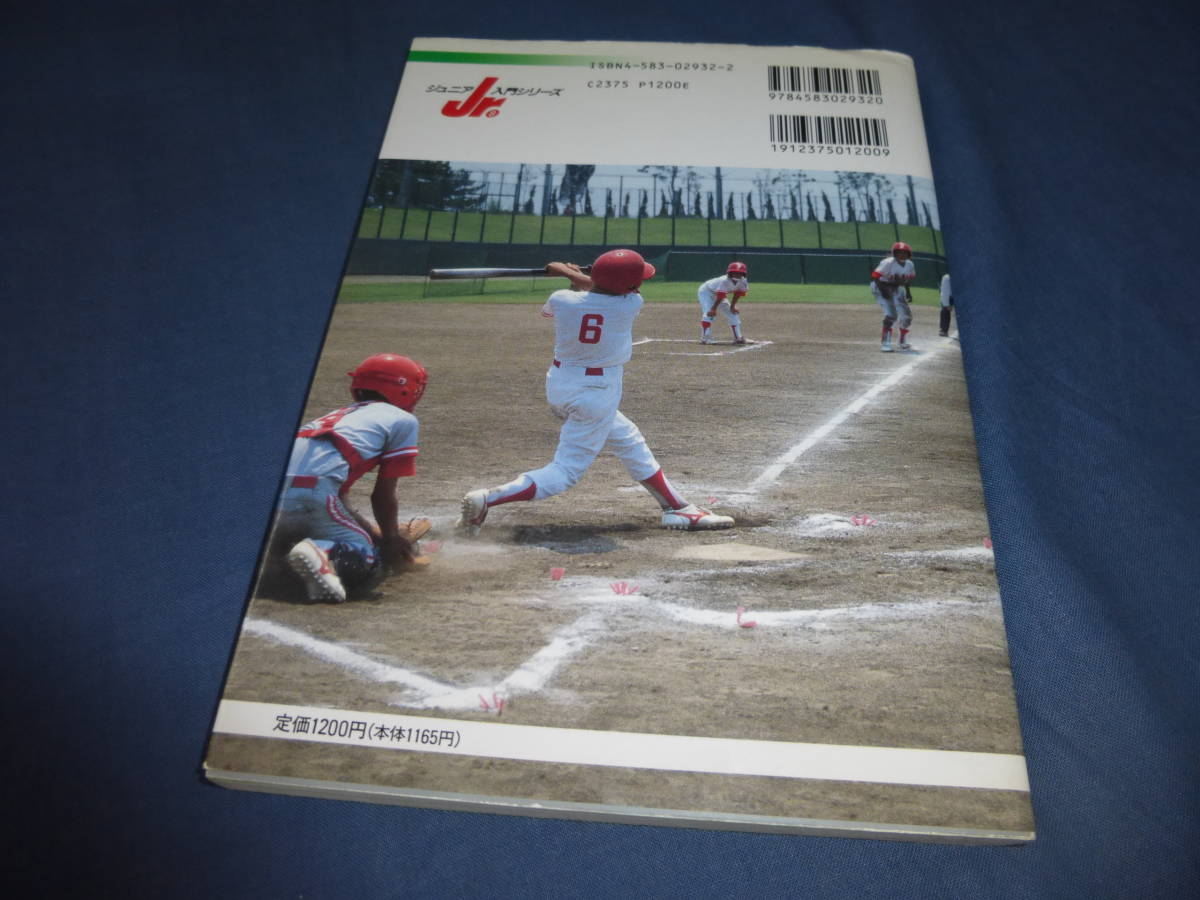 ISBN4-583-02932-2
C2375 P1200E
9784583029320
1912375012009
ジュニア入門シリーズ
Jr.
6
定価1200円(本体1165円)